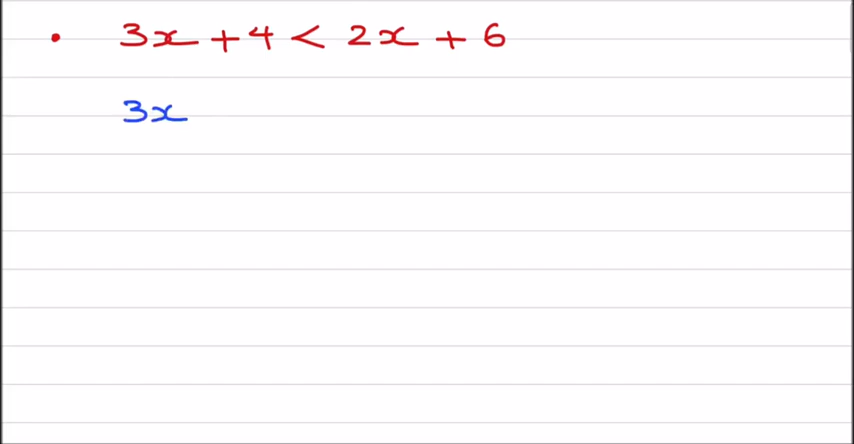 • 3x + 4 < 2x + 6
3x